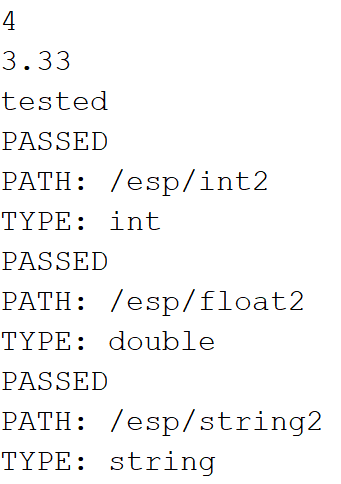 4
3.33
tested
PASSED
PATH: /esp/int2
TYPE: int
PASSED
PATH: /esp/float2
TYPE: double
PASSED
PATH: /esp/string2
TYPE: string